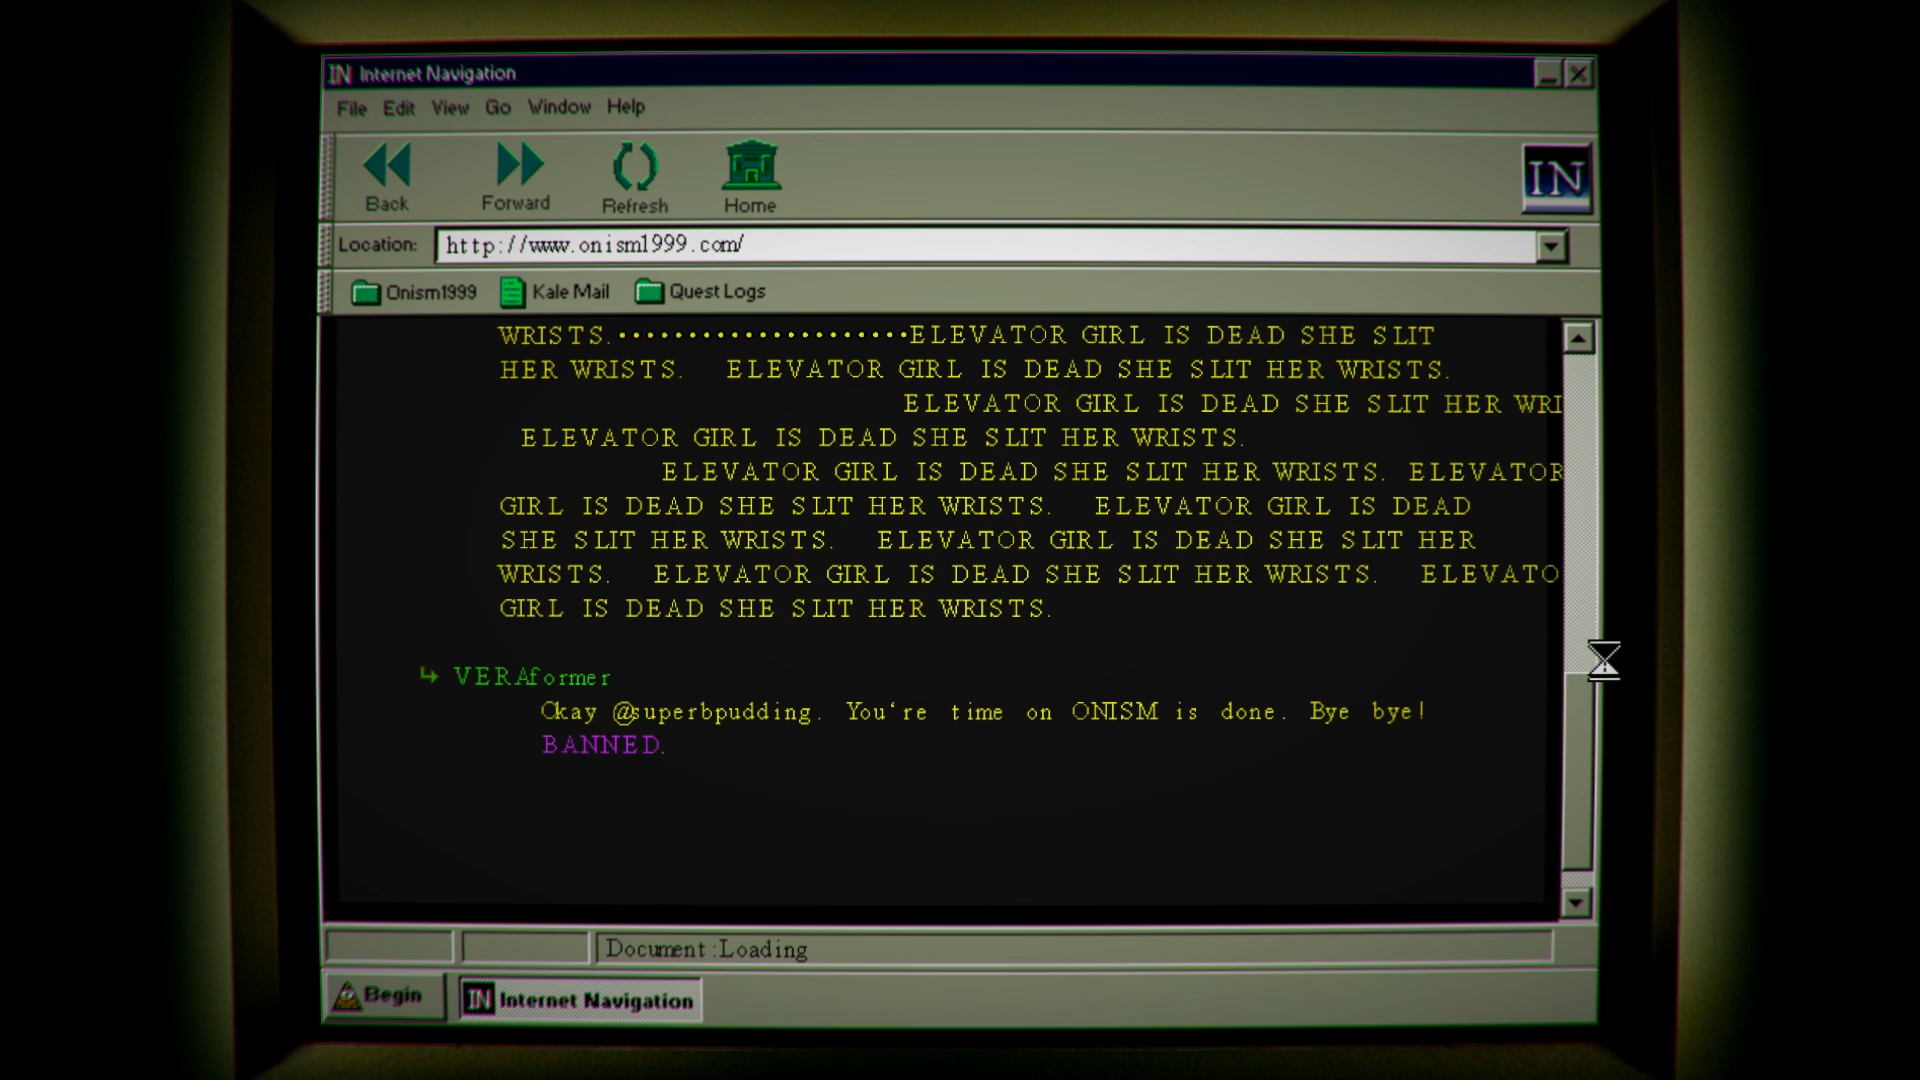 IN Internet Navigation
File Edit View Go Window Help
Back Forward Refresh Home
IN
Location: http://www.onism1999.com/
Onism1999 Kale Mail Quest Logs
WRISTS.·····················ELEVATOR GIRL IS DEAD SHE SLIT
HER WRISTS. ELEVATOR GIRL IS DEAD SHE SLIT HER WRISTS.
ELEVATOR GIRL IS DEAD SHE SLIT HER WRI
ELEVATOR GIRL IS DEAD SHE SLIT HER WRISTS.
ELEVATOR GIRL IS DEAD SHE SLIT HER WRISTS. ELEVATOR
GIRL IS DEAD SHE SLIT HER WRISTS. ELEVATOR GIRL IS DEAD
SHE SLIT HER WRISTS. ELEVATOR GIRL IS DEAD SHE SLIT HER
WRISTS. ELEVATOR GIRL IS DEAD SHE SLIT HER WRISTS. ELEVATO
GIRL IS DEAD SHE SLIT HER WRISTS.
↳ VERAformer
Okay @superbpudding. You're time on ONISM is done. Bye bye!
BANNED.
Document:Loading
Begin IN Internet Navigation